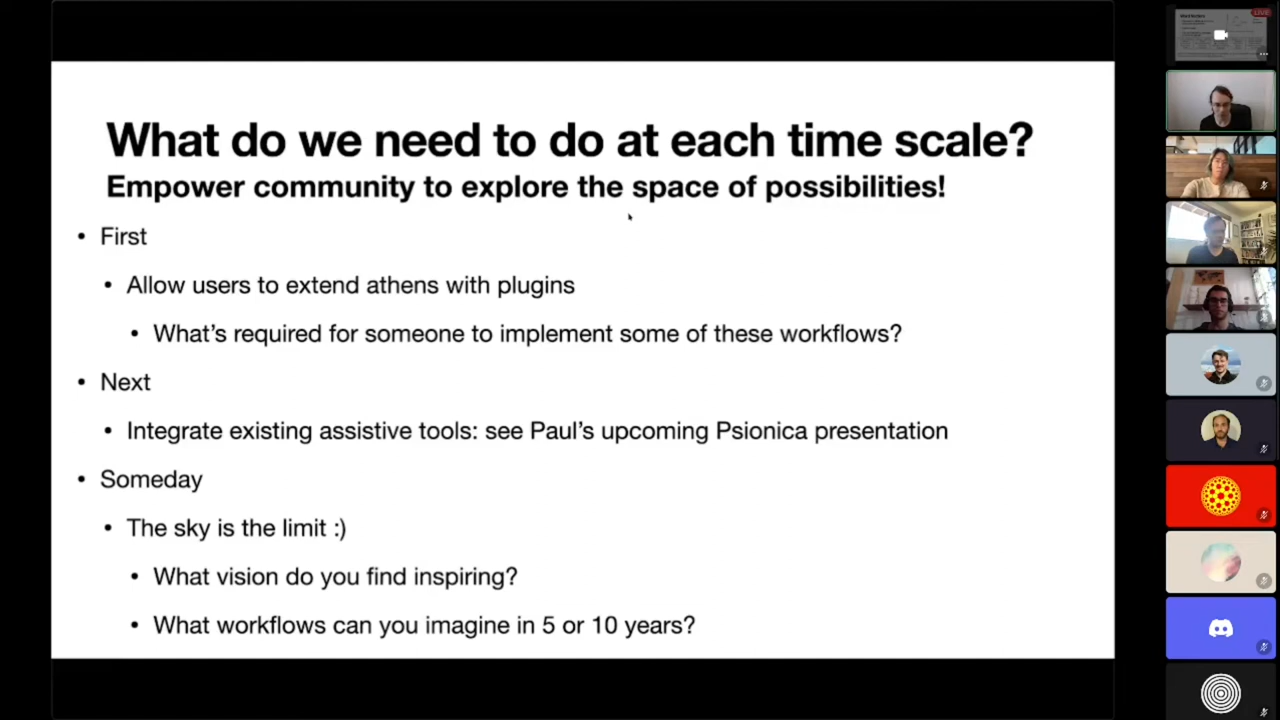 What do we need to do at each time scale?
Empower community to explore the space of possibilities!
• First
• Allow users to extend athens with plugins
• What's required for someone to implement some of these workflows?
• Next
• Integrate existing assistive tools: see Paul's upcoming Psionica presentation
• Someday
• The sky is the limit :)
• What vision do you find inspiring?
• What workflows can you imagine in 5 or 10 years?
LIVE